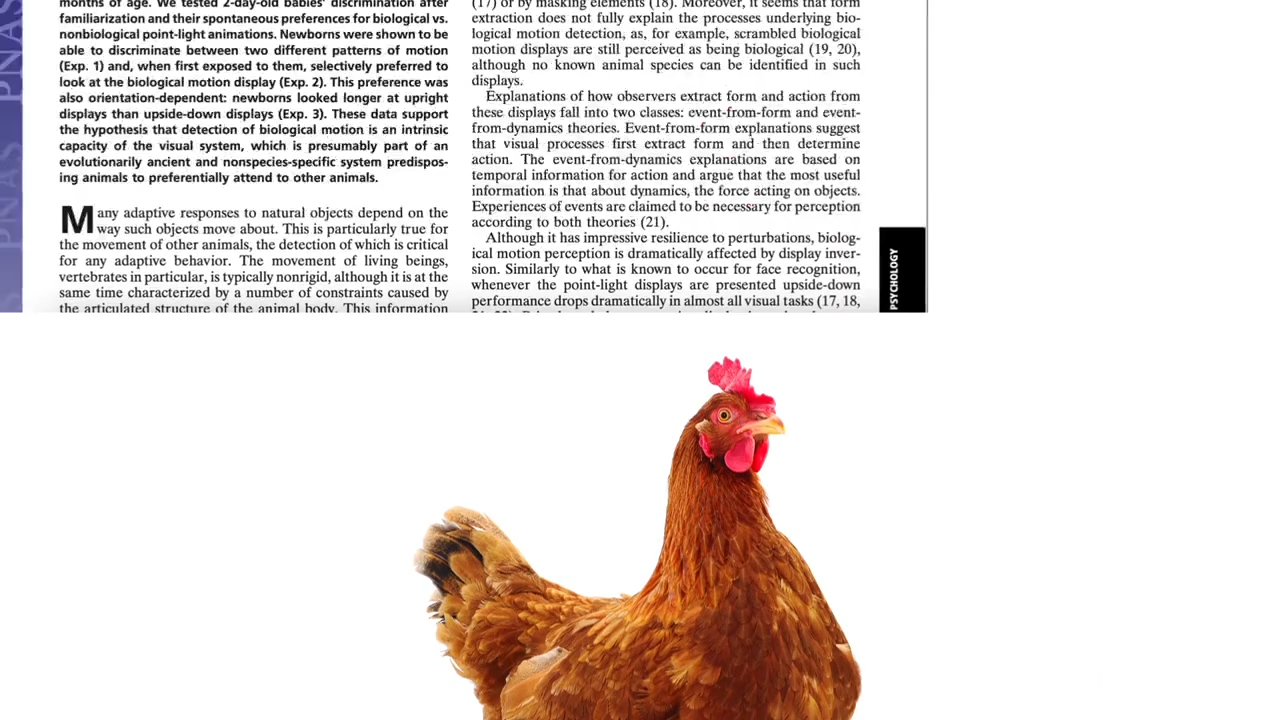 PNAS PNAS PNAS
months of age. We tested 2-day-old babies' discrimination after
familiarization and their spontaneous preferences for biological vs.
nonbiological point-light animations. Newborns were shown to be
able to discriminate between two different patterns of motion
(Exp. 1) and, when first exposed to them, selectively preferred to
look at the biological motion display (Exp. 2). This preference was
also orientation-dependent: newborns looked longer at upright
displays than upside-down displays (Exp. 3). These data support
the hypothesis that detection of biological motion is an intrinsic
capacity of the visual system, which is presumably part of an
evolutionarily ancient and nonspecies-specific system predispos-
ing animals to preferentially attend to other animals.
Many adaptive responses to natural objects depend on the
way such objects move about. This is particularly true for
the movement of other animals, the detection of which is critical
for any adaptive behavior. The movement of living beings,
vertebrates in particular, is typically nonrigid, although it is at the
same time characterized by a number of constraints caused by
the articulated structure of the animal body. This information
(17) or by masking elements (18). Moreover, it seems that form
extraction does not fully explain the processes underlying bio-
logical motion detection, as, for example, scrambled biological
motion displays are still perceived as being biological (19, 20),
although no known animal species can be identified in such
displays.
Explanations of how observers extract form and action from
these displays fall into two classes: event-from-form and event-
from-dynamics theories. Event-from-form explanations suggest
that visual processes first extract form and then determine
action. The event-from-dynamics explanations are based on
temporal information for action and argue that the most useful
information is that about dynamics, the force acting on objects.
Experiences of events are claimed to be necessary for perception
according to both theories (21).
Although it has impressive resilience to perturbations, biolog-
ical motion perception is dramatically affected by display inver-
sion. Similarly to what is known to occur for face recognition,
whenever the point-light displays are presented upside-down
performance drops dramatically in almost all visual tasks (17, 18,
PSYCHOLOGY